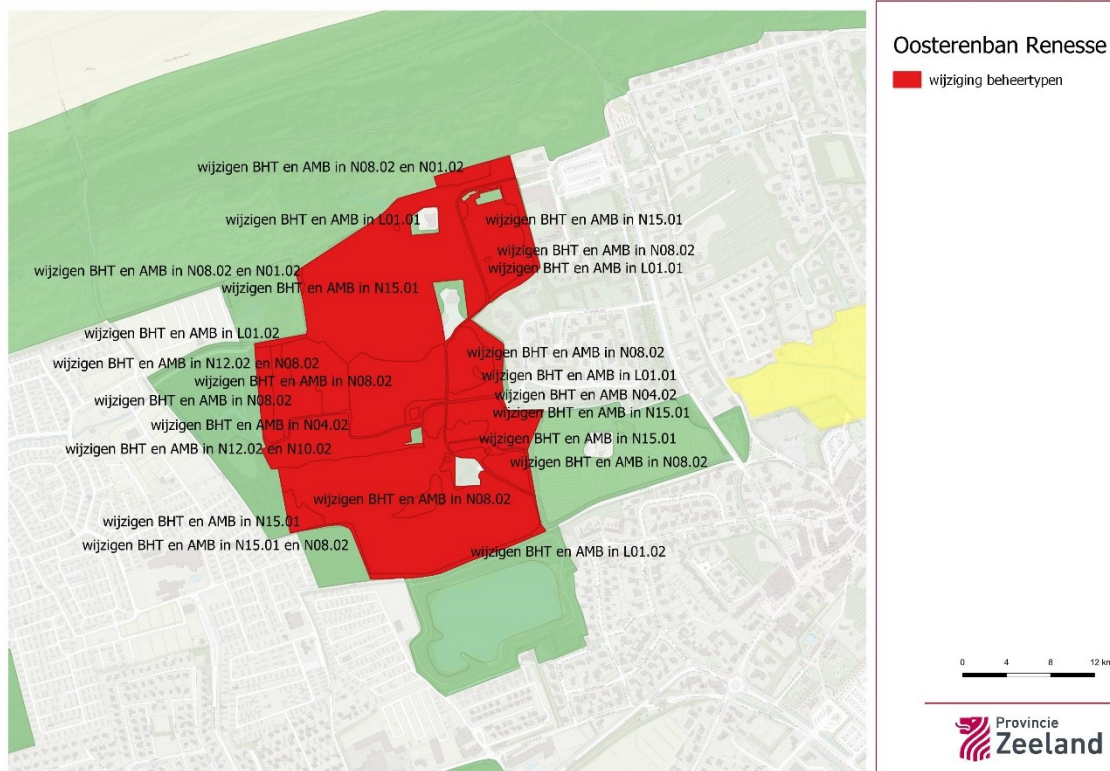 Oosterenban Renesse
wijziging beheertypen
wijzigen BHT en AMB in N08.02 en N01.02
wijzigen BHT en AMB in L01.01
wijzigen BHT en AMB in N15.01
wijzigen BHT en AMB in N08.02
wijzigen BHT en AMB in L01.01
wijzigen BHT en AMB in N08.02 en N01.02
wijzigen BHT en AMB in N15.01
wijzigen BHT en AMB in L01.02
wijzigen BHT en AMB in N12.02 en N08.02
wijzigen BHT en AMB in N08.02
wijzigen BHT en AMB in N08.02
wijzigen BHT en AMB in N04.02
wijzigen BHT en AMB in N12.02 en N10.02
wijzigen BHT en AMB in N08.02
wijzigen BHT en AMB in L01.01
wijzigen BHT en AMB N04.02
wijzigen BHT en AMB in N15.01
wijzigen BHT en AMB in N15.01
wijzigen BHT en AMB in N08.02
wijzigen BHT en AMB in N08.02
wijzigen BHT en AMB in N15.01
wijzigen BHT en AMB in N15.01 en N08.02
wijzigen BHT en AMB in L01.02
0 4 8 12 km
Provincie
Zeeland